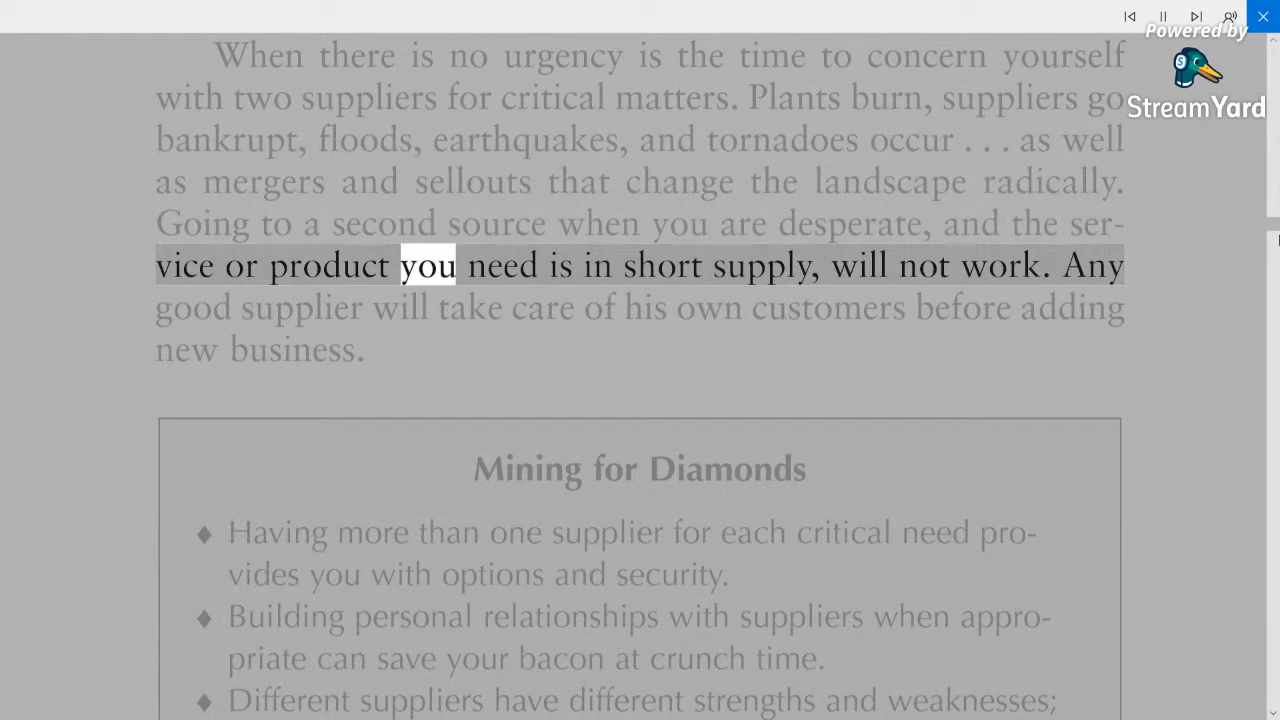 Powered by
StreamYard
When there is no urgency is the time to concern yourself
with two suppliers for critical matters. Plants burn, suppliers go
bankrupt, floods, earthquakes, and tornadoes occur . . . as well
as mergers and sellouts that change the landscape radically.
Going to a second source when you are desperate, and the ser-
vice or product you need is in short supply, will not work. Any
good supplier will take care of his own customers before adding
new business.
Mining for Diamonds
♦ Having more than one supplier for each critical need pro-
vides you with options and security.
♦ Building personal relationships with suppliers when appro-
priate can save your bacon at crunch time.
♦ Different suppliers have different strengths and weaknesses;